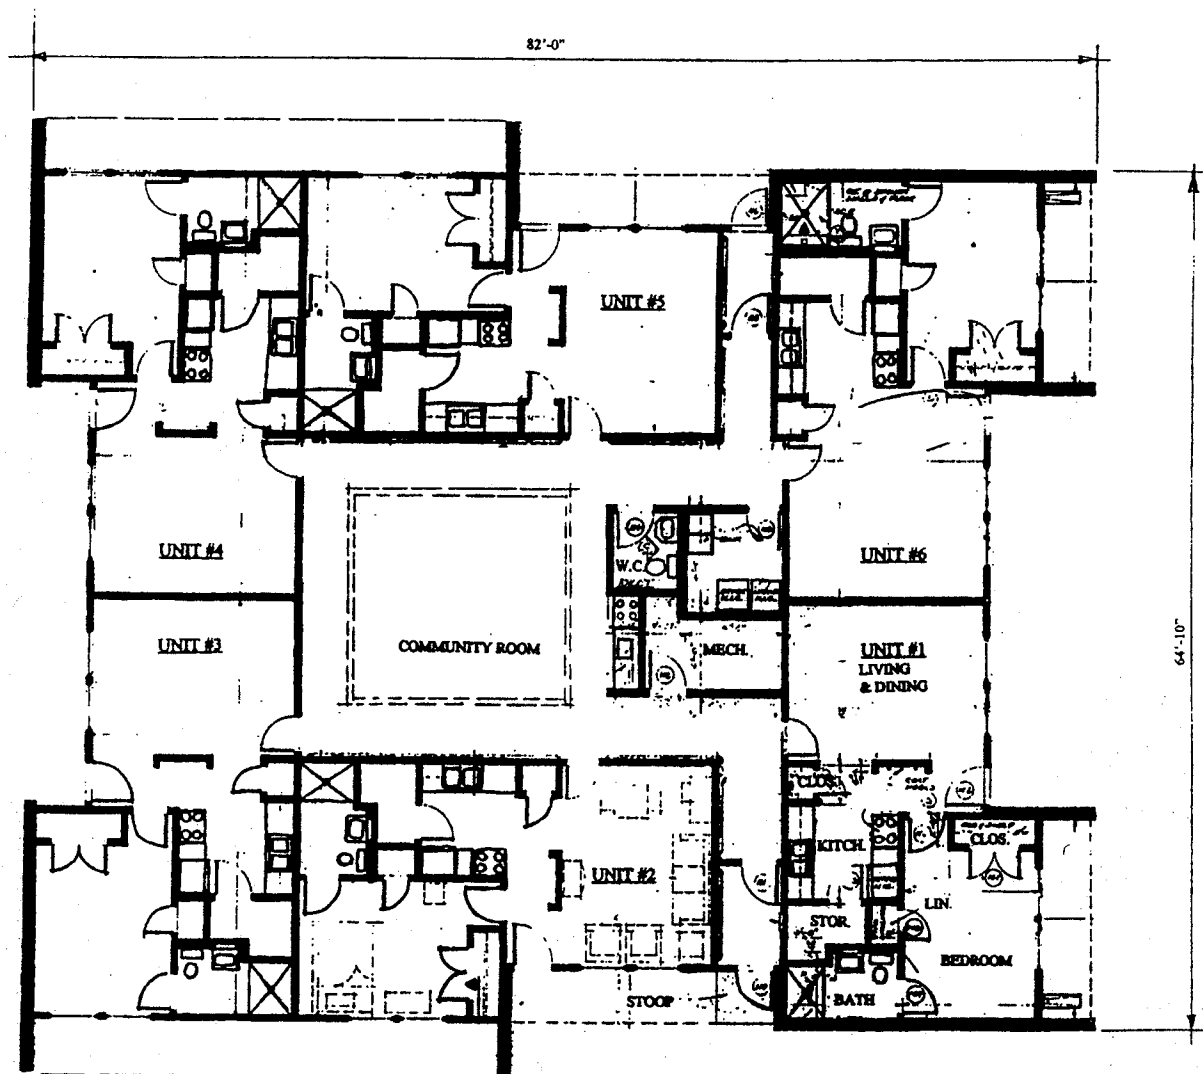 82'-0"
UNIT #5
UNIT #4
UNIT #6
W.C.
UNIT #3
COMMUNITY ROOM
MECH.
UNIT #1
LIVING
& DINING
64'-10"
CLOS.
KITCH.
CLOS.
UNIT #2
LIN.
STOR.
BEDROOM
STOOP
BATH